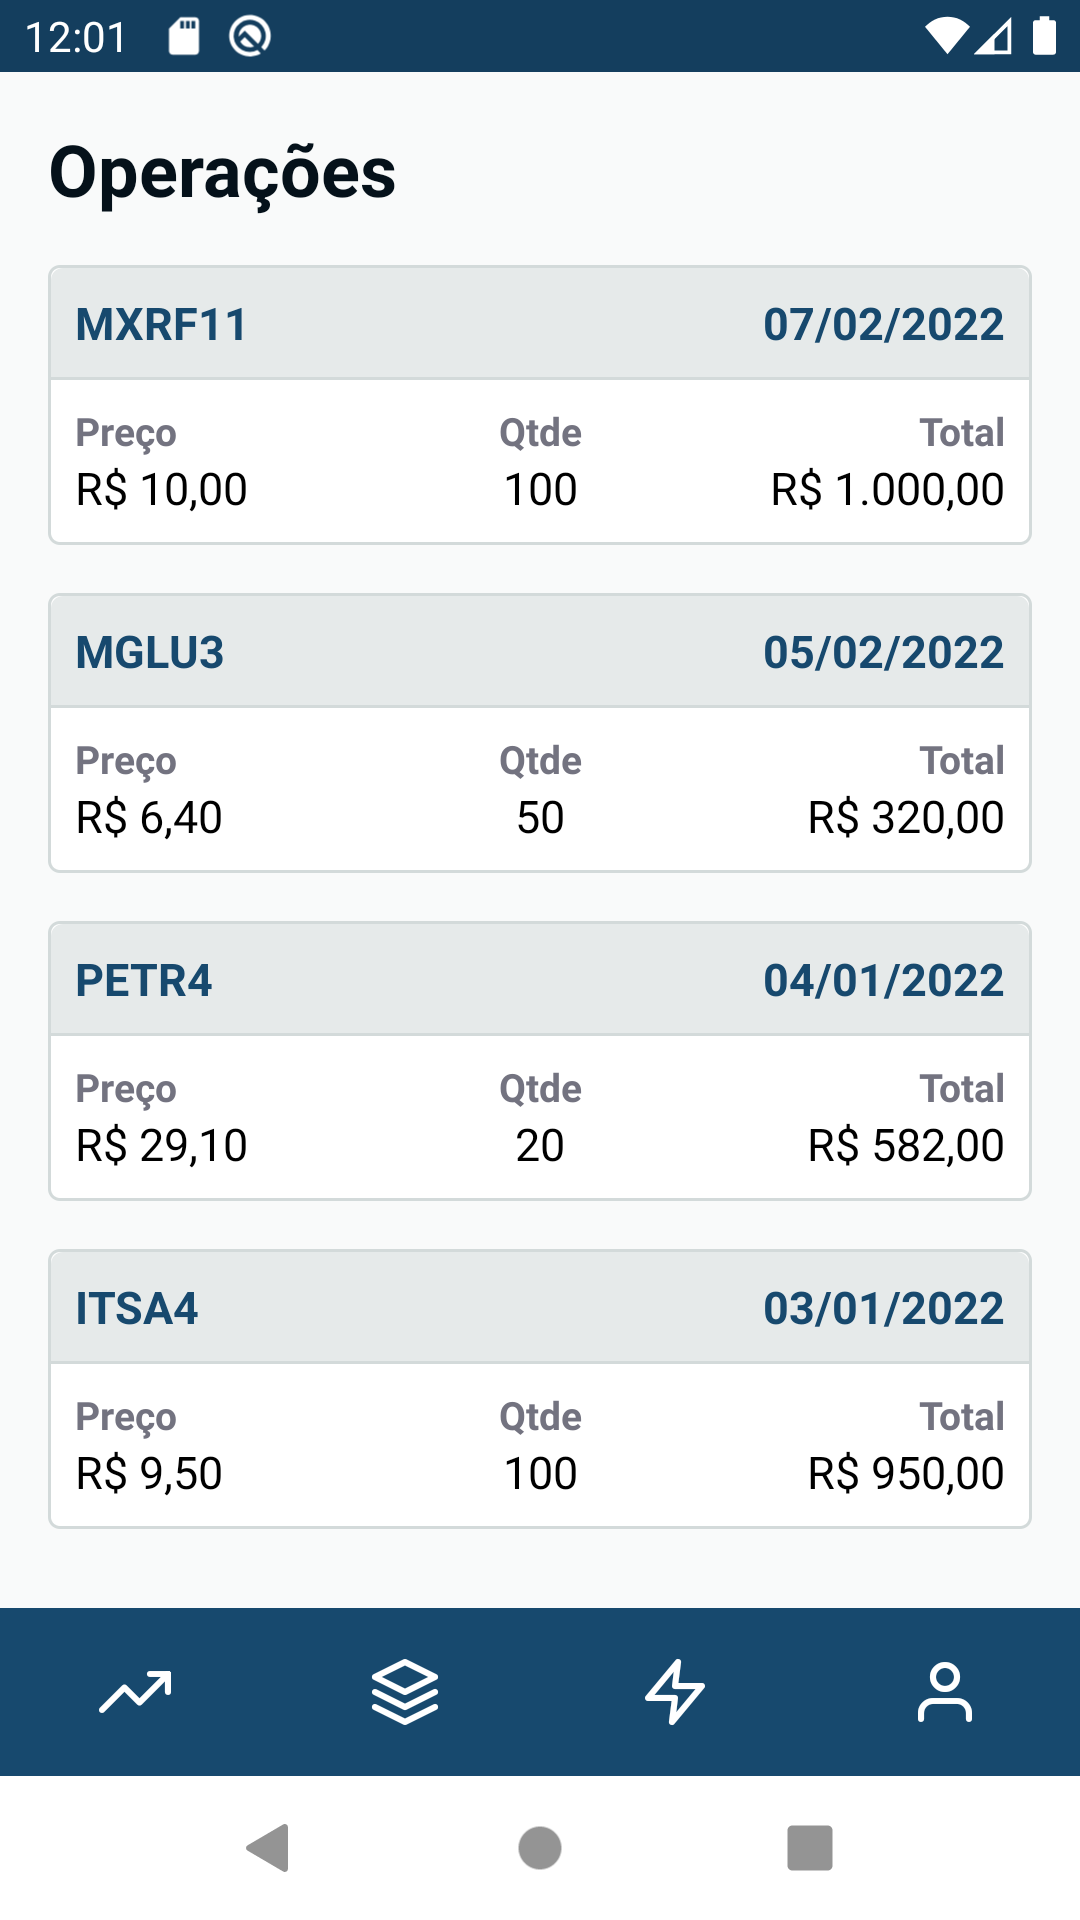 12:01
Operações
MXRF11 07/02/2022
Preço Qtde Total
R$ 10,00 100 R$ 1.000,00
MGLU3 05/02/2022
Preço Qtde Total
R$ 6,40 50 R$ 320,00
PETR4 04/01/2022
Preço Qtde Total
R$ 29,10 20 R$ 582,00
ITSA4 03/01/2022
Preço Qtde Total
R$ 9,50 100 R$ 950,00